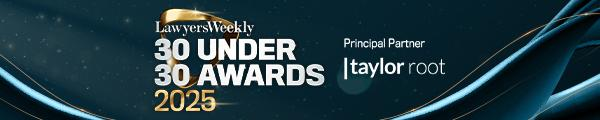 LawyersWeekly
30 UNDER
30 AWARDS
2025
Principal Partner
taylor root